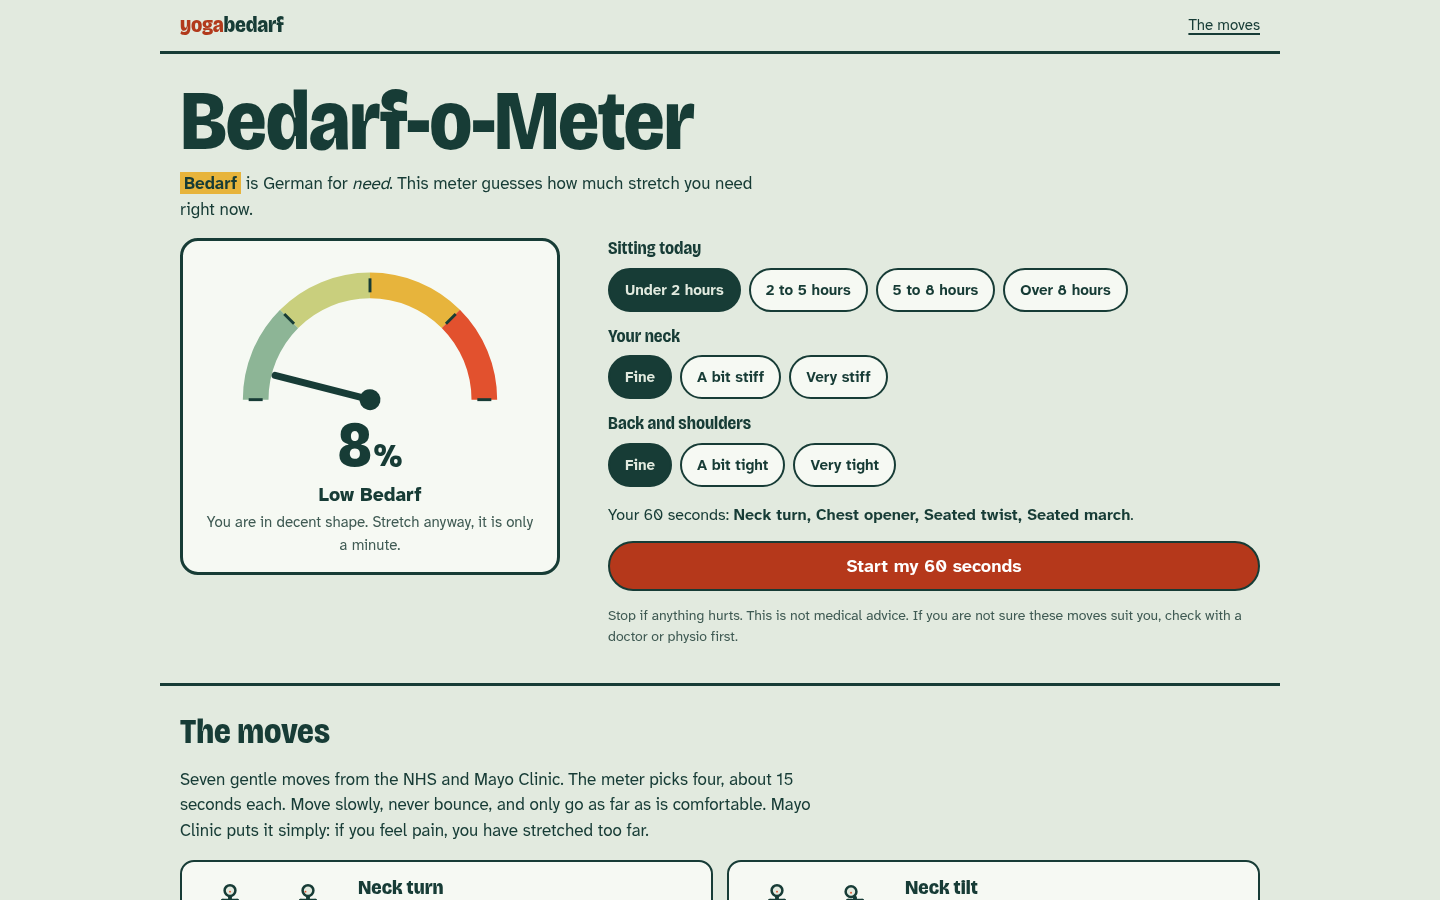 yogabedarf
The moves
Bedarf-o-Meter
Bedarf is German for need. This meter guesses how much stretch you need
right now.
8%
Low Bedarf
You are in decent shape. Stretch anyway, it is only
a minute.
Sitting today
Under 2 hours 2 to 5 hours 5 to 8 hours Over 8 hours
Your neck
Fine A bit stiff Very stiff
Back and shoulders
Fine A bit tight Very tight
Your 60 seconds: Neck turn, Chest opener, Seated twist, Seated march.
Start my 60 seconds
Stop if anything hurts. This is not medical advice. If you are not sure these moves suit you, check with a
doctor or physio first.
The moves
Seven gentle moves from the NHS and Mayo Clinic. The meter picks four, about 15
seconds each. Move slowly, never bounce, and only go as far as is comfortable. Mayo
Clinic puts it simply: if you feel pain, you have stretched too far.
Neck turn
Neck tilt